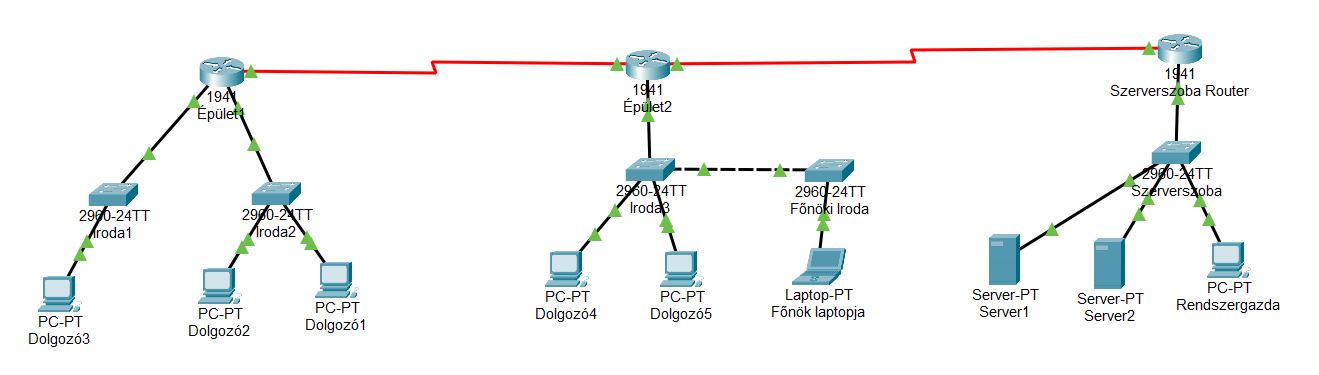 1941
Épület1
1941
Épület2
1941
Szerverszoba Router
2960-24TT
Iroda1
2960-24TT
Iroda2
2960-24TT
Iroda3
2960-24TT
Főnöki Iroda
2960-24TT
Szerverszoba
PC-PT
Dolgozó3
PC-PT
Dolgozó2
PC-PT
Dolgozó1
PC-PT
Dolgozó4
PC-PT
Dolgozó5
Laptop-PT
Főnök laptopja
Server-PT
Server1
Server-PT
Server2
PC-PT
Rendszergazda